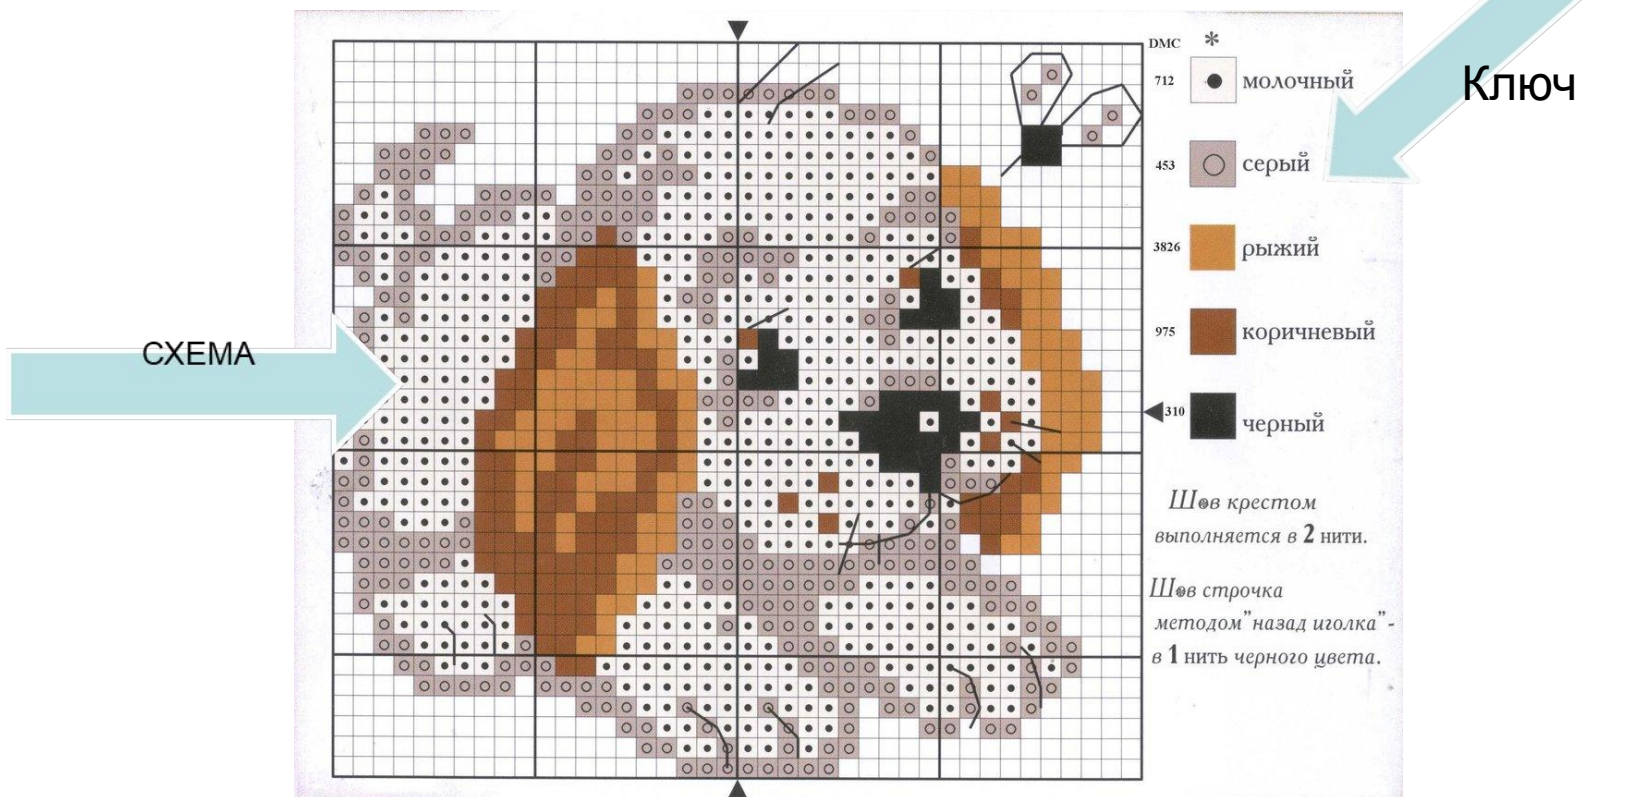 DMC *
712 молочный
Ключ
453 серый
3826 рыжий
СХЕМА
975 коричневый
310 черный
Шов крестом
выполняется в 2 нити.
Шов строчка
методом"назад иголка"-
в 1 нить черного цвета.